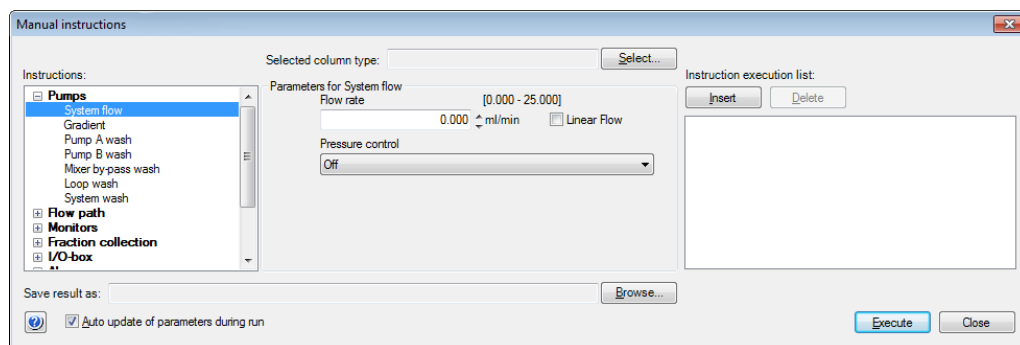 Manual instructions
Selected column type:
Select...
Instructions:
Pumps
System flow
Gradient
Pump A wash
Pump B wash
Mixer by-pass wash
Loop wash
System wash
Flow path
Monitors
Fraction collection
I/O-box
Parameters for System flow
Flow rate [0.000 - 25.000]
0.000 ml/min Linear Flow
Pressure control
Off
Instruction execution list:
Insert Delete
Save result as:
Browse...
Auto update of parameters during run
Execute Close